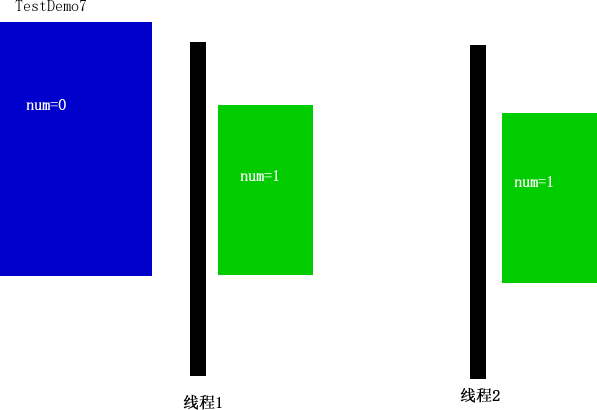 TestDemo7
num=0
num=1
num=1
线程1
线程2